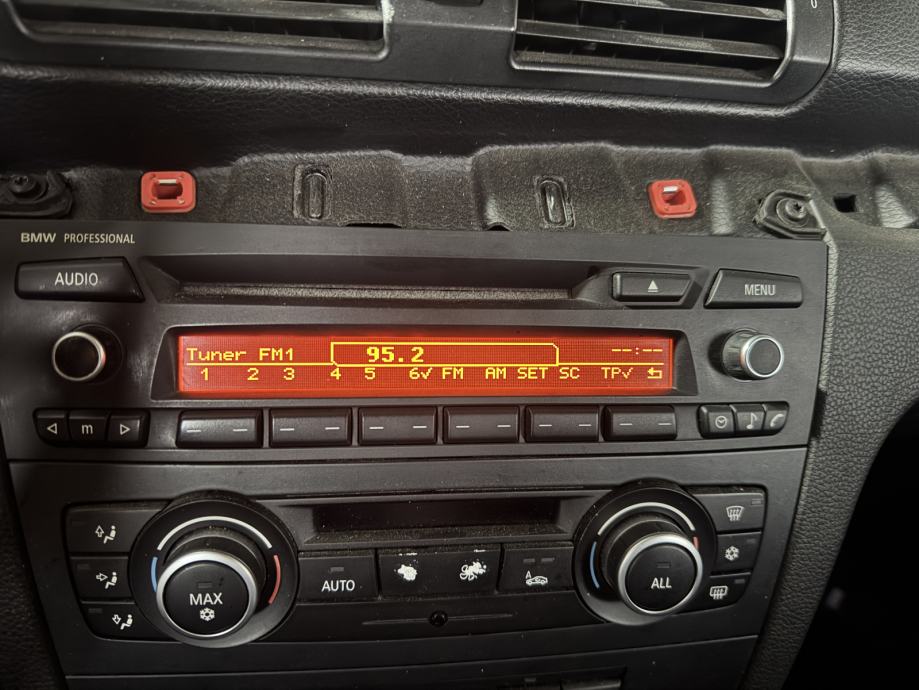 BMW PROFESSIONAL
AUDIO
MENU
Tuner FM1 95.2 --:--
1 2 3 4 5 6√ FM AM SET SC TP√
m
MAX
AUTO
A
ALL